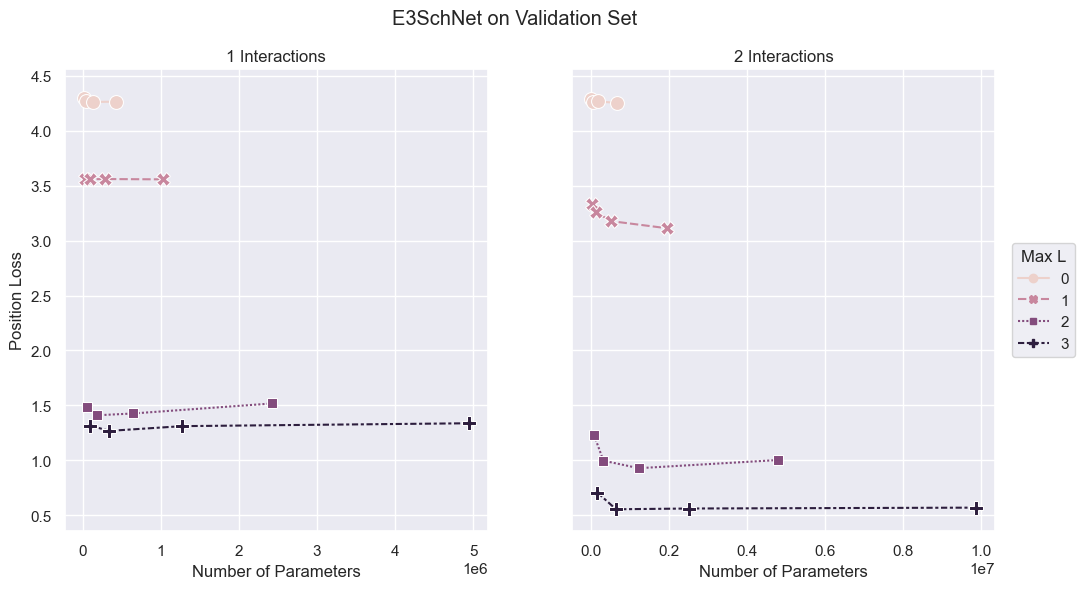 E3SchNet on Validation Set
1 Interactions
4.5
4.0
3.5
3.0
2.5
2.0
1.5
1.0
0.5
Position Loss
0 1 2 3 4 5
1e6
Number of Parameters
2 Interactions
0.0 0.2 0.4 0.6 0.8 1.0
1e7
Number of Parameters
Max L
0
1
2
3